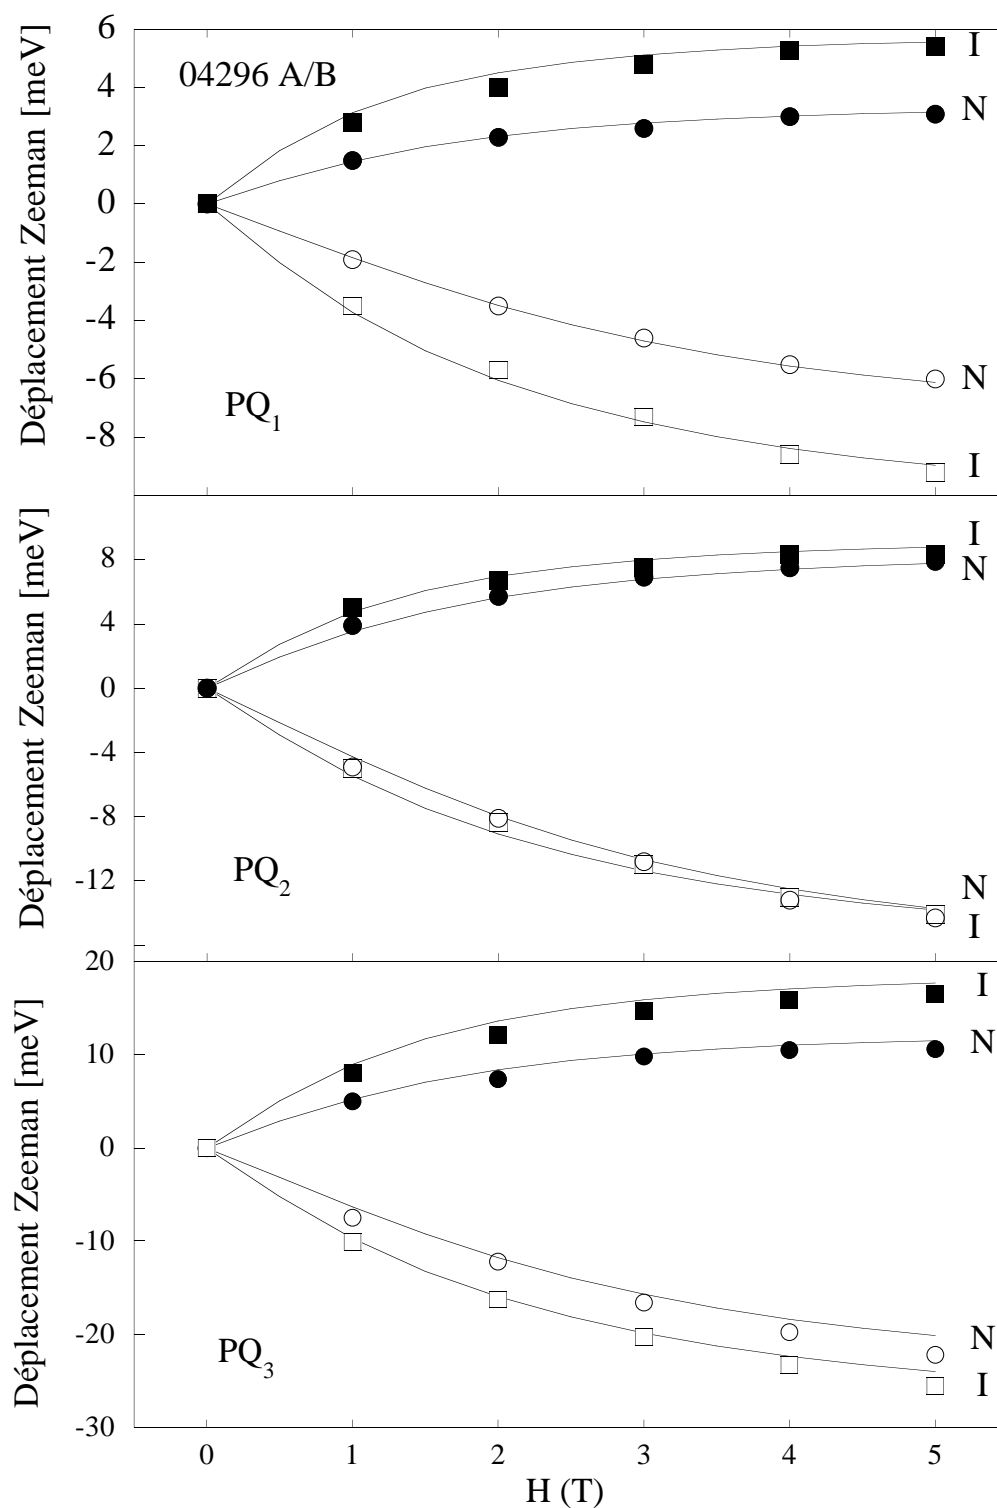 Déplacement Zeeman [meV]
6
4
2
0
-2
-4
-6
-8
04296 A/B
I
N
N
I
PQ1
Déplacement Zeeman [meV]
8
4
0
-4
-8
-12
I
N
N
I
PQ2
Déplacement Zeeman [meV]
20
10
0
-10
-20
-30
I
N
N
I
PQ3
0 1 2 3 4 5
H (T)